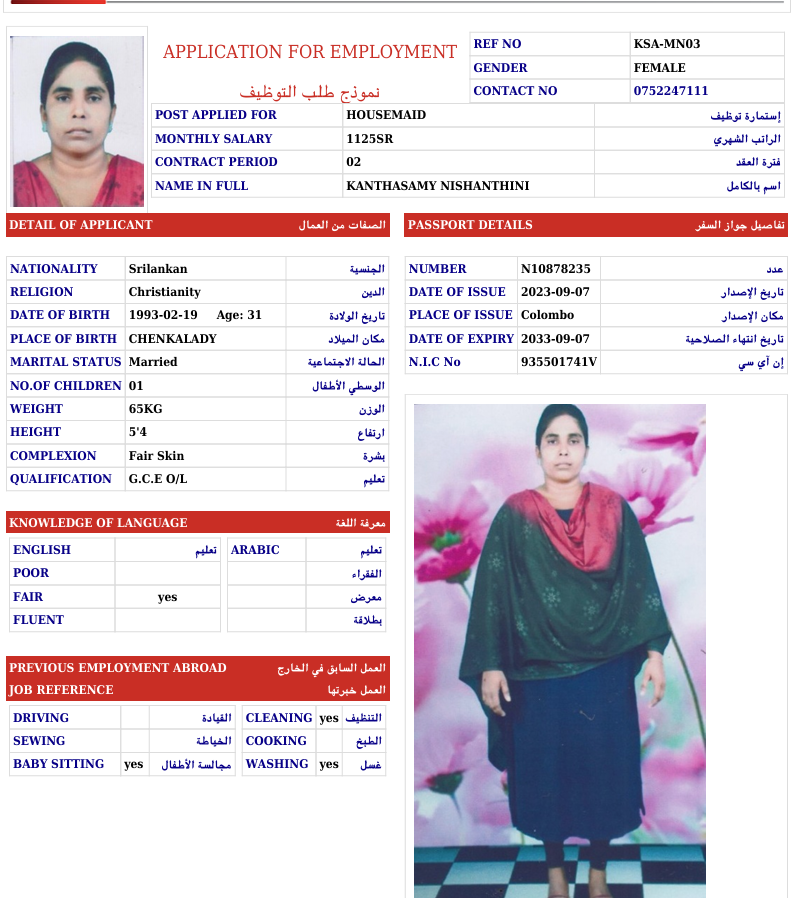 APPLICATION FOR EMPLOYMENT
نموذج طلب التوظيف
REF NO KSA-MN03
GENDER FEMALE
CONTACT NO 0752247111
POST APPLIED FOR HOUSEMAID إستمارة توظيف
MONTHLY SALARY 1125SR الراتب الشهري
CONTRACT PERIOD 02 فترة العقد
NAME IN FULL KANTHASAMY NISHANTHINI اسم بالكامل
DETAIL OF APPLICANT الصفات من العمال
NATIONALITY Srilankan الجنسية
RELIGION Christianity الدين
DATE OF BIRTH 1993-02-19 Age: 31 تاريخ الولادة
PLACE OF BIRTH CHENKALADY مكان الميلاد
MARITAL STATUS Married الحالة الاجتماعية
NO.OF CHILDREN 01 الوسطي الأطفال
WEIGHT 65KG الوزن
HEIGHT 5'4 ارتفاع
COMPLEXION Fair Skin بشرة
QUALIFICATION G.C.E O/L تعليم
PASSPORT DETAILS تفاصيل جواز السفر
NUMBER N10878235 عدد
DATE OF ISSUE 2023-09-07 تاريخ الإصدار
PLACE OF ISSUE Colombo مكان الإصدار
DATE OF EXPIRY 2033-09-07 تاريخ انتهاء الصلاحية
N.I.C No 935501741V إن آي سي
KNOWLEDGE OF LANGUAGE معرفة اللغة
ENGLISH تعليم ARABIC تعليم
POOR الفقراء
FAIR yes معرض
FLUENT بطلاقة
PREVIOUS EMPLOYMENT ABROAD العمل السابق في الخارج
JOB REFERENCE العمل خبرتها
DRIVING القيادة CLEANING yes التنظيف
SEWING الخياطة COOKING الطبخ
BABY SITTING yes مجالسة الأطفال WASHING yes غسل